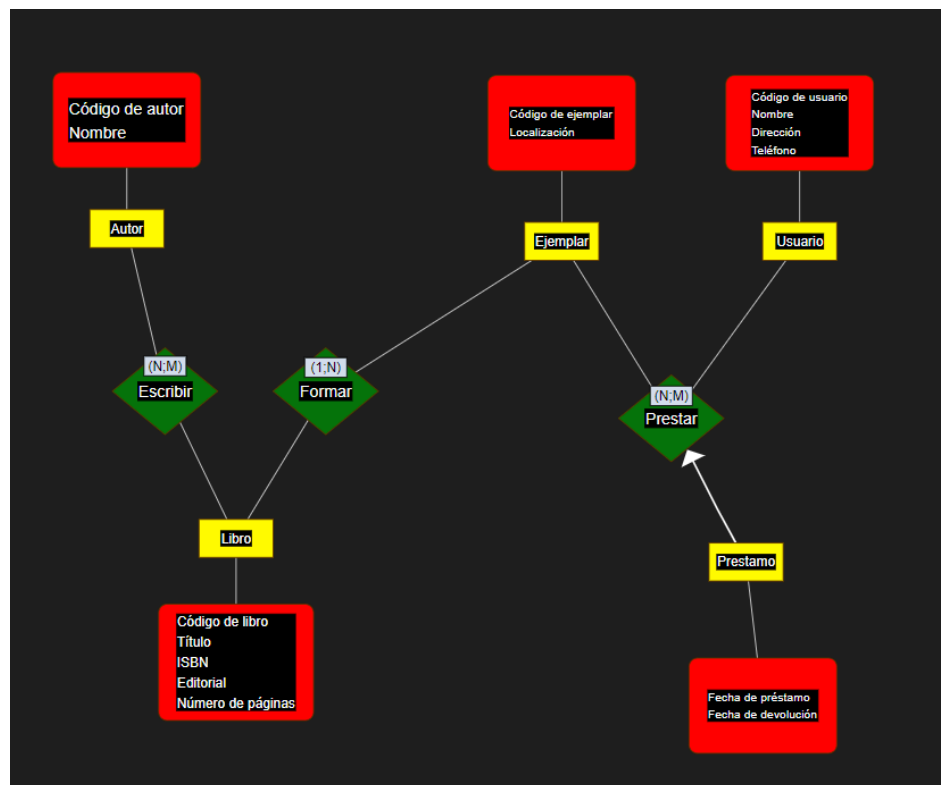 Código de autor
Nombre
Código de ejemplar
Localización
Código de usuario
Nombre
Dirección
Teléfono
Autor
Ejemplar
Usuario
(N;M)
Escribir
(1;N)
Formar
(N;M)
Prestar
Libro
Prestamo
Código de libro
Título
ISBN
Editorial
Número de páginas
Fecha de préstamo
Fecha de devolución